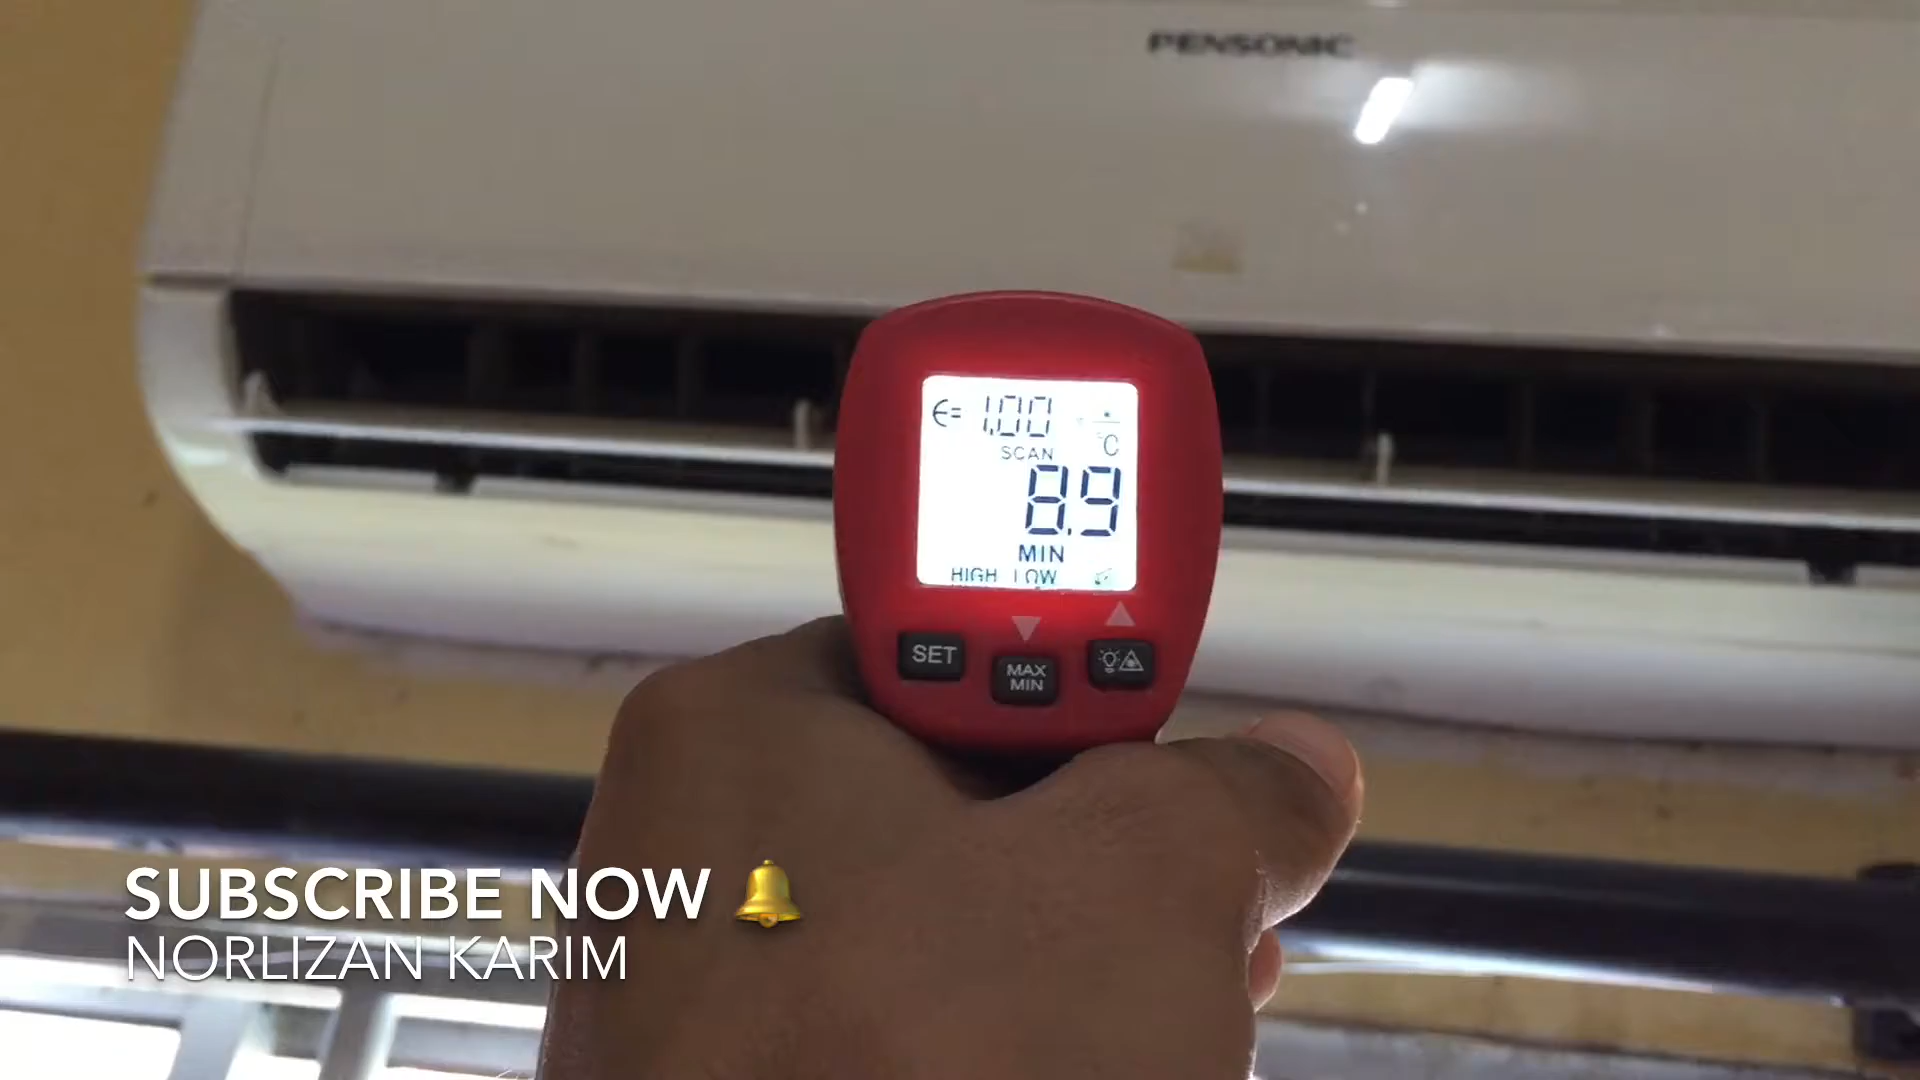 PENSONIC
ϵ= 1.00
°C
SCAN
8.9
MIN
HIGH LOW
SET
MAX
MIN
SUBSCRIBE NOW 🔔
NORLIZAN KARIM